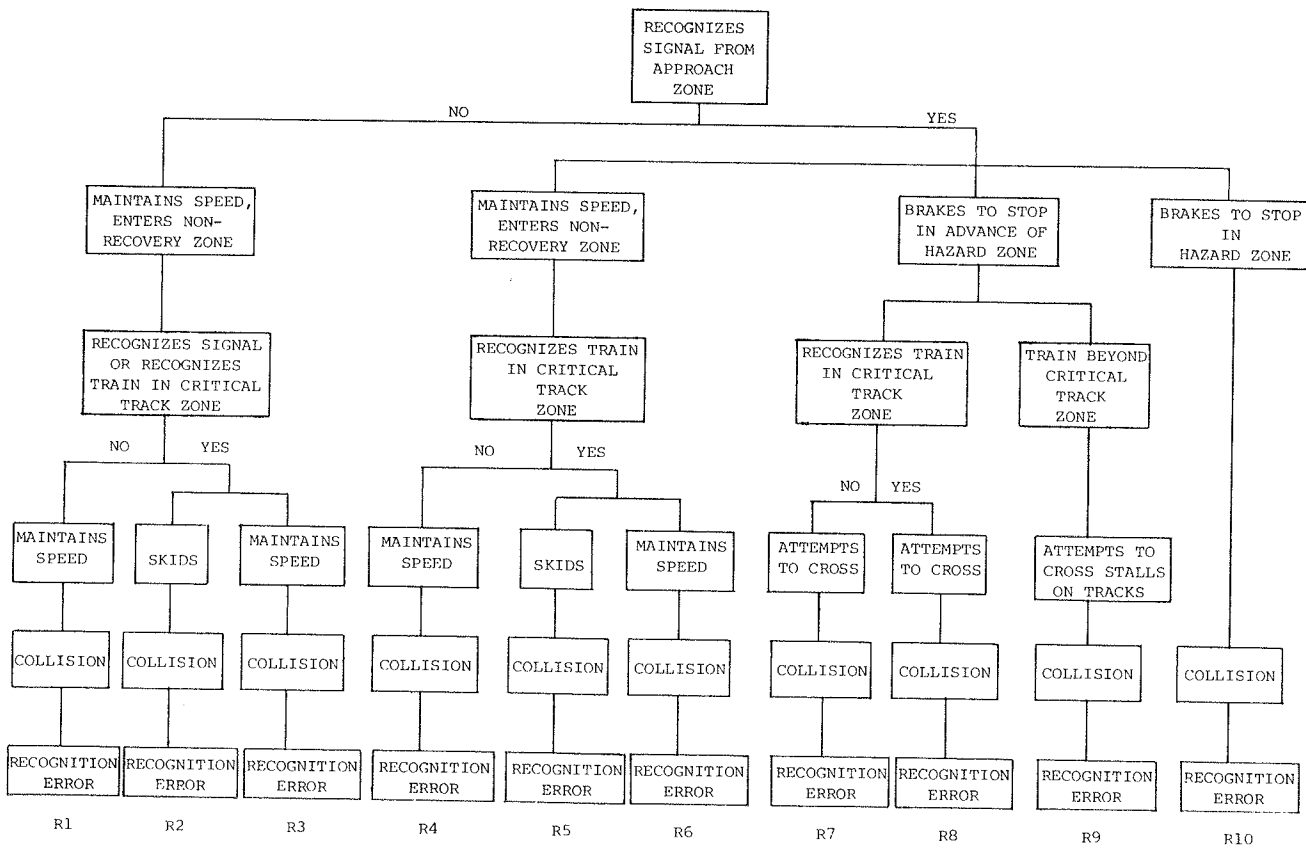 RECOGNIZES
SIGNAL FROM
APPROACH
ZONE
NO
YES
MAINTAINS SPEED,
ENTERS NON-
RECOVERY ZONE
MAINTAINS SPEED,
ENTERS NON-
RECOVERY ZONE
BRAKES TO STOP
IN ADVANCE OF
HAZARD ZONE
BRAKES TO STOP
IN
HAZARD ZONE
RECOGNIZES SIGNAL
OR RECOGNIZES
TRAIN IN CRITICAL
TRACK ZONE
RECOGNIZES TRAIN
IN CRITICAL
TRACK
ZONE
RECOGNIZES TRAIN
IN CRITICAL
TRACK
ZONE
TRAIN BEYOND
CRITICAL
TRACK
ZONE
NO
YES
NO
YES
NO
YES
MAINTAINS
SPEED
SKIDS
MAINTAINS
SPEED
MAINTAINS
SPEED
SKIDS
MAINTAINS
SPEED
ATTEMPTS
TO CROSS
ATTEMPTS
TO CROSS
ATTEMPTS TO
CROSS STALLS
ON TRACKS
COLLISION
COLLISION
COLLISION
COLLISION
COLLISION
COLLISION
COLLISION
COLLISION
COLLISION
COLLISION
RECOGNITION
ERROR
RECOGNITION
ERROR
RECOGNITION
ERROR
RECOGNITION
ERROR
RECOGNITION
ERROR
RECOGNITION
ERROR
RECOGNITION
ERROR
RECOGNITION
ERROR
RECOGNITION
ERROR
RECOGNITION
ERROR
R1
R2
R3
R4
R5
R6
R7
R8
R9
R10